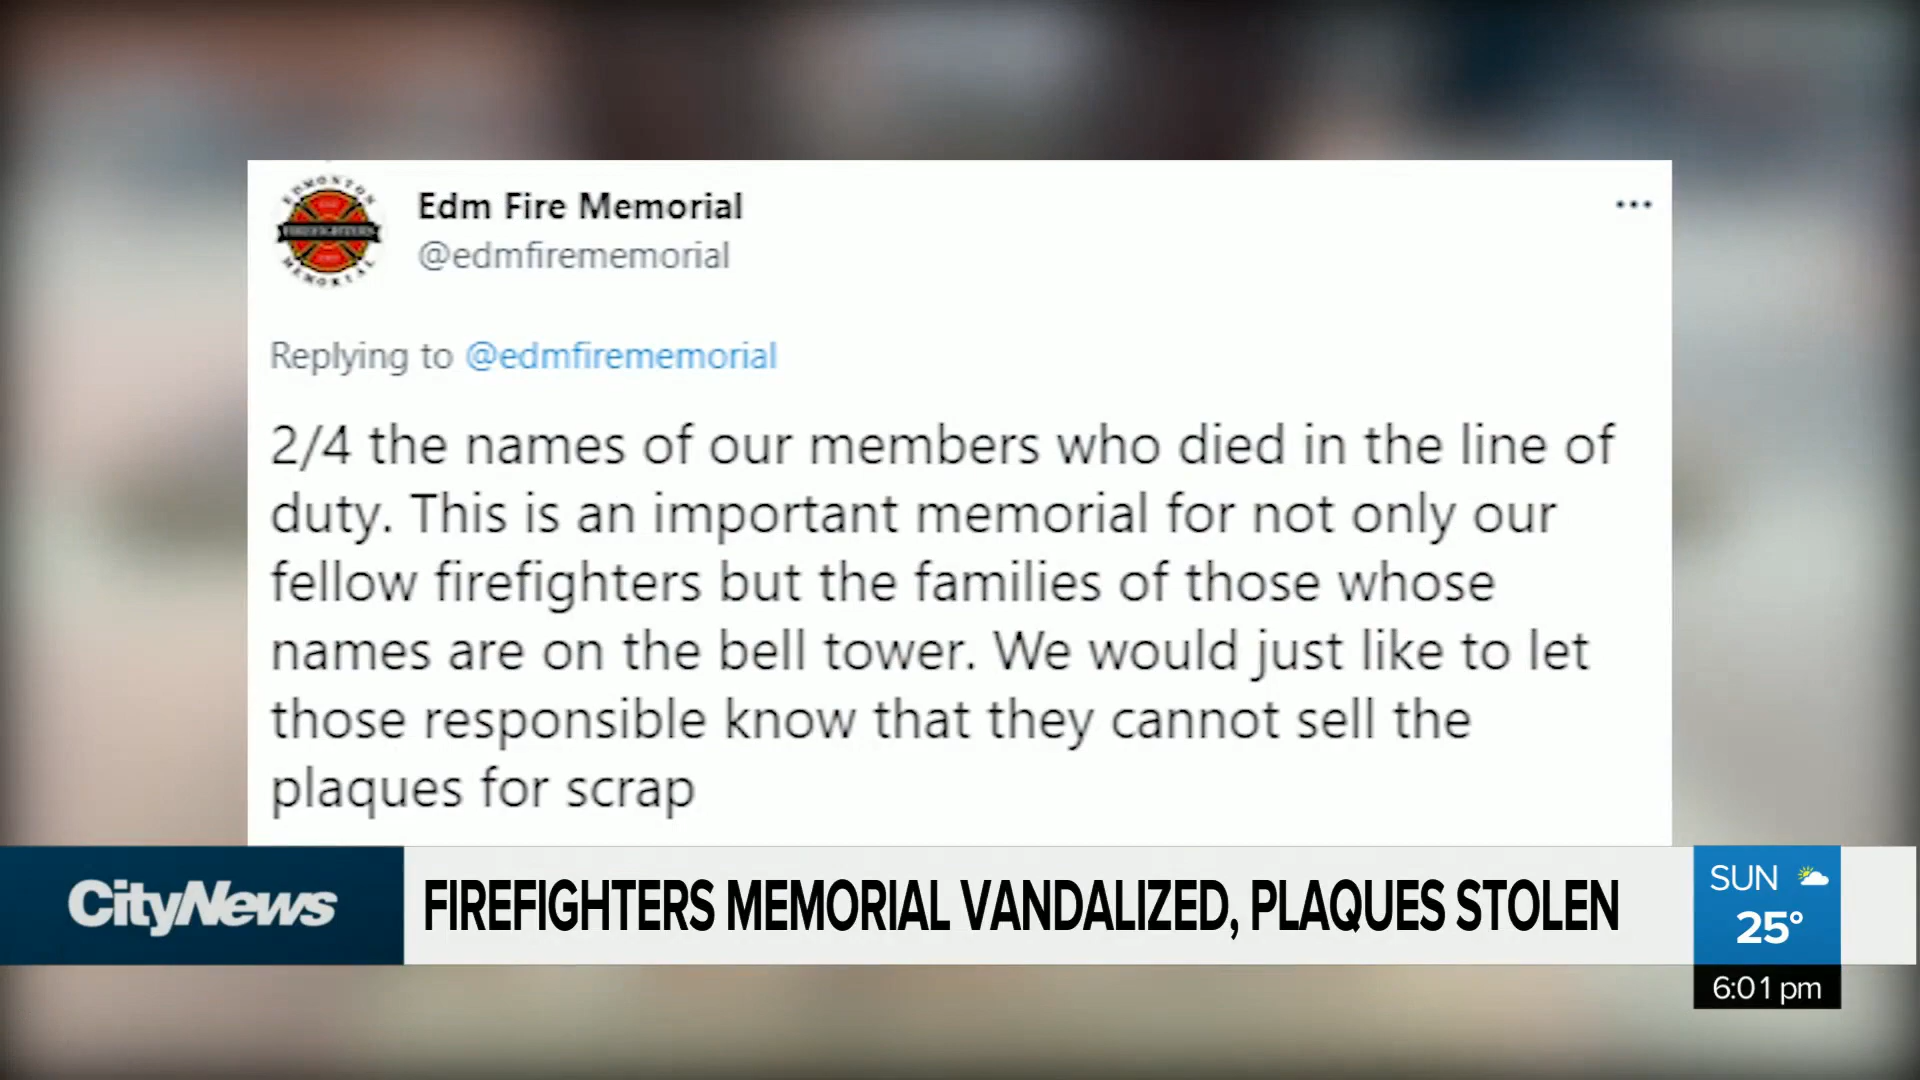 EDMONTON
FIREFIGHTERS
MEMORIAL
Edm Fire Memorial
@edmfirememorial
Replying to @edmfirememorial
2/4 the names of our members who died in the line of
duty. This is an important memorial for not only our
fellow firefighters but the families of those whose
names are on the bell tower. We would just like to let
those responsible know that they cannot sell the
plaques for scrap
CityNews
FIREFIGHTERS MEMORIAL VANDALIZED, PLAQUES STOLEN
SUN
25°
6:01 pm